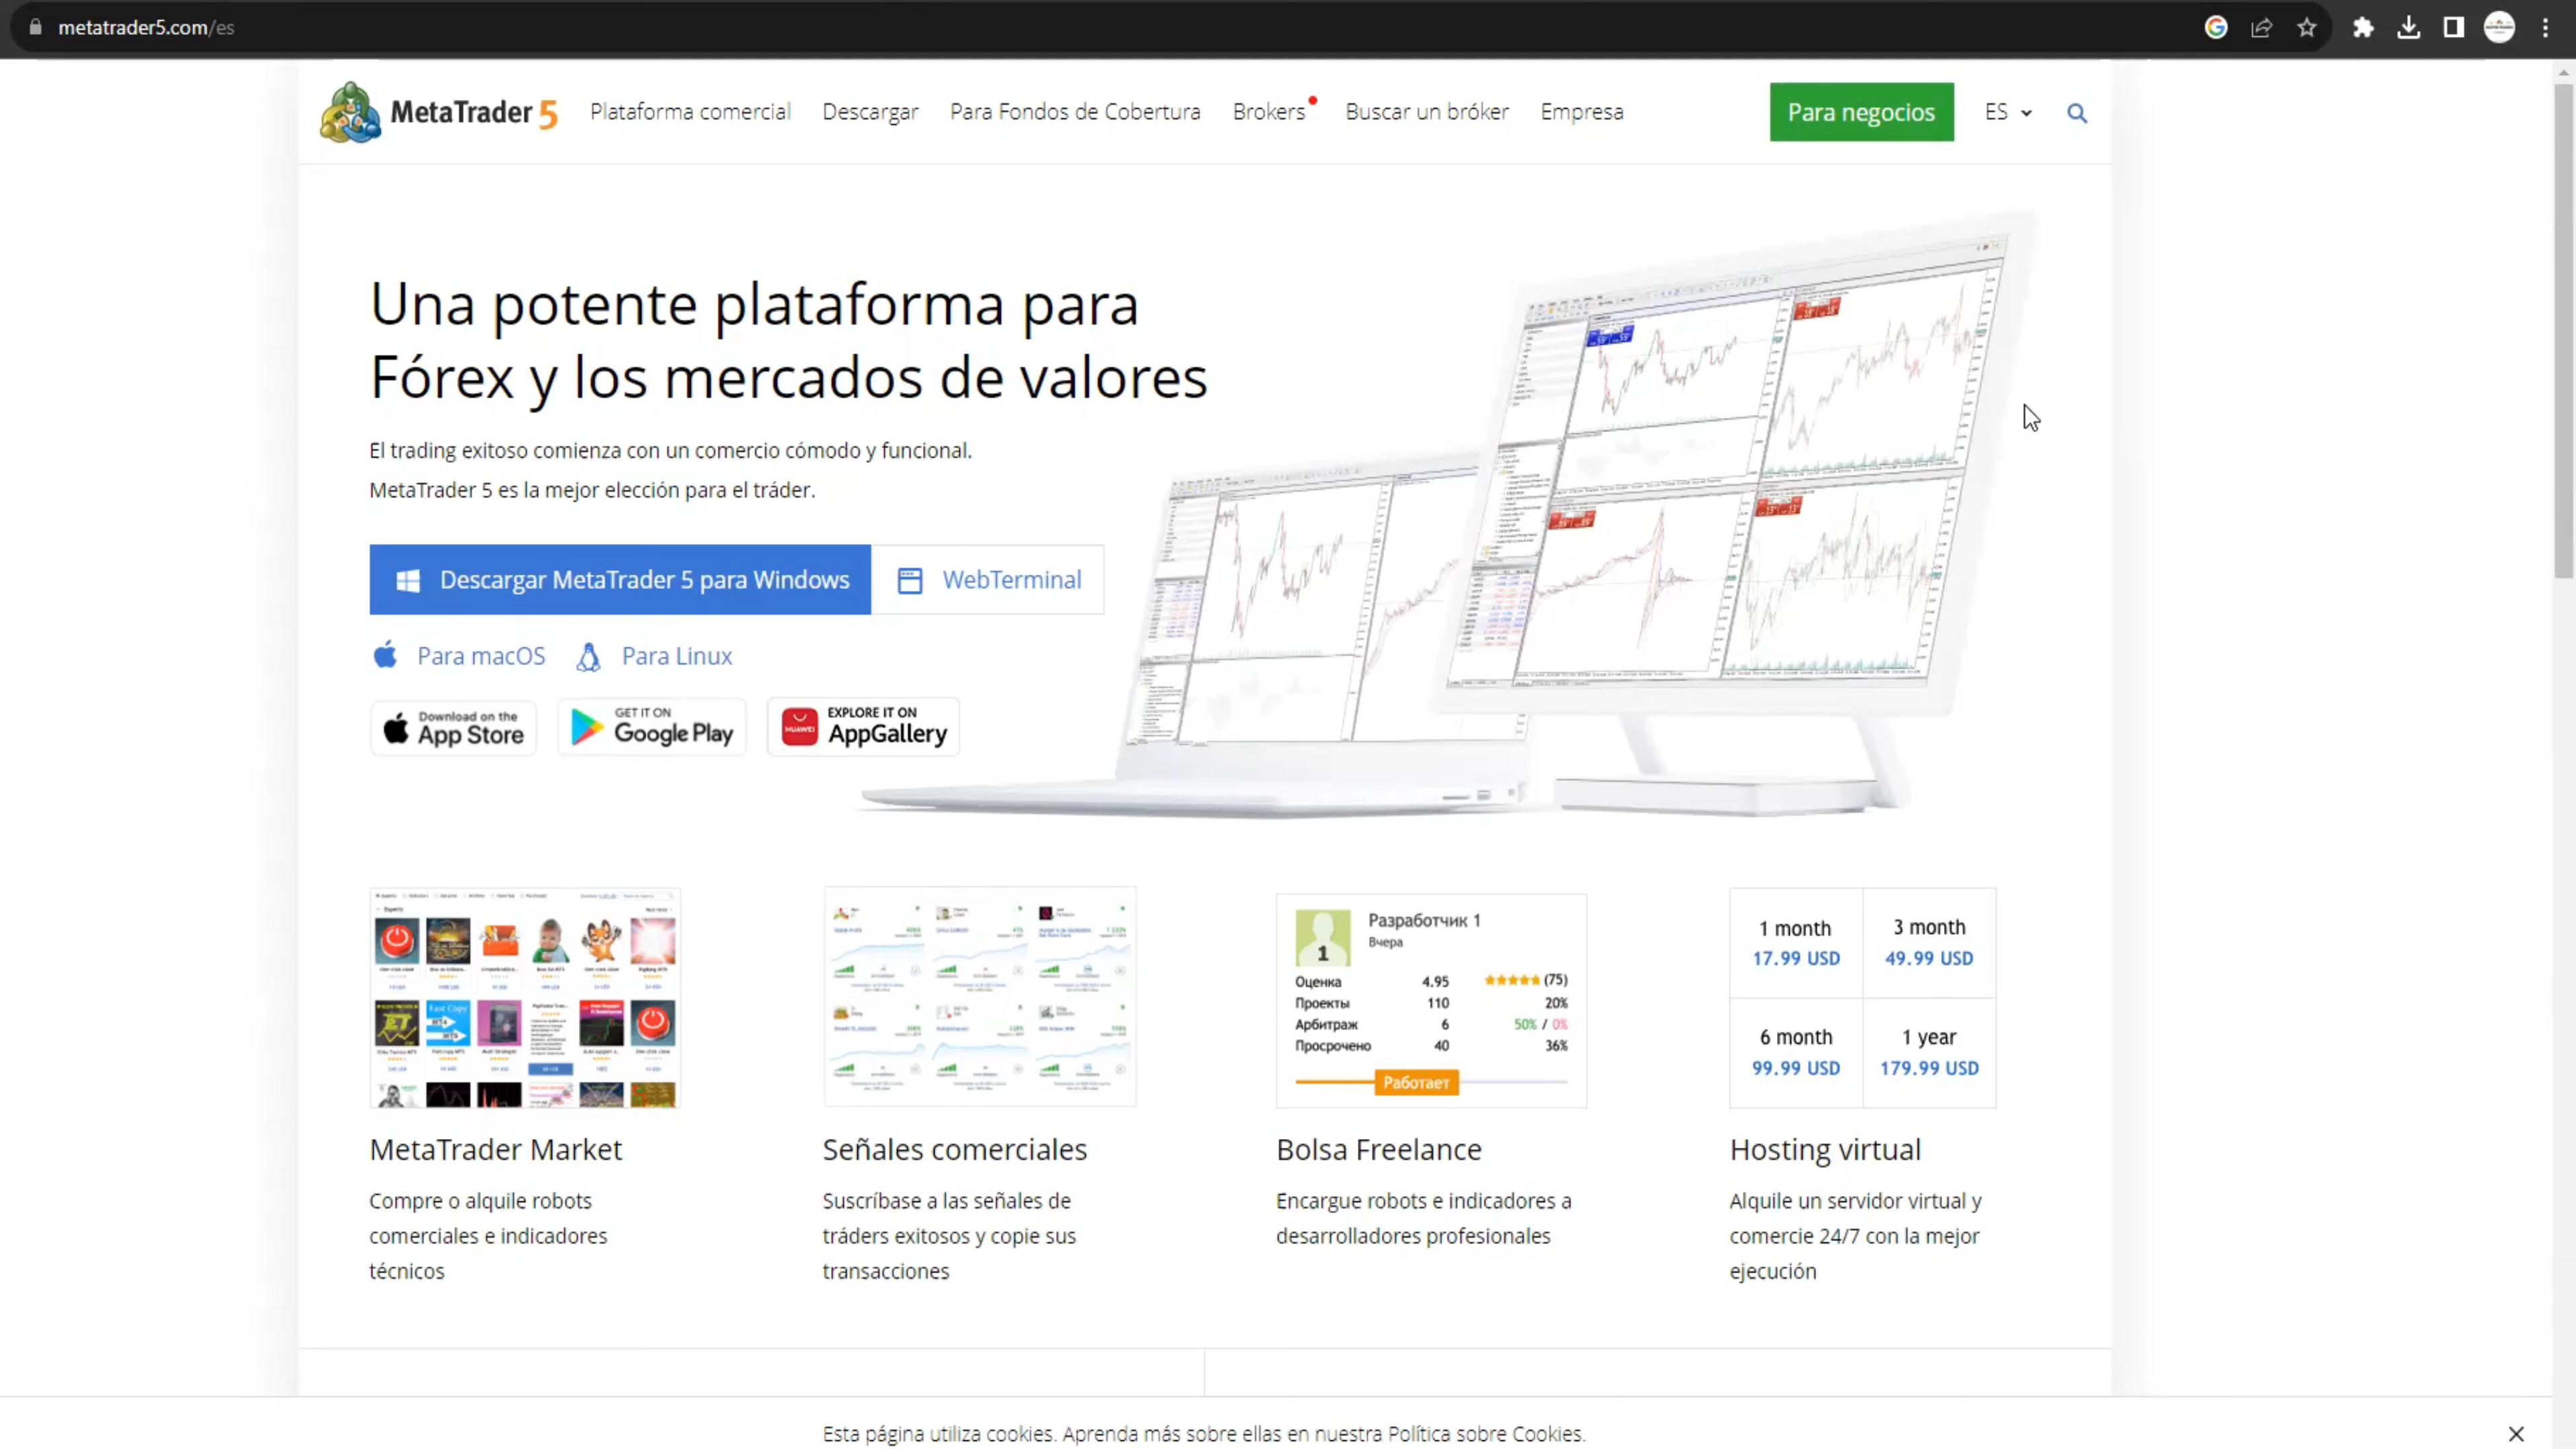 metatrader5.com/es
MetaTrader 5
Plataforma comercial
Descargar
Para Fondos de Cobertura
Brokers
Buscar un bróker
Empresa
Para negocios
ES
Una potente plataforma para
Fórex y los mercados de valores
El trading exitoso comienza con un comercio cómodo y funcional.
MetaTrader 5 es la mejor elección para el tráder.
Descargar MetaTrader 5 para Windows
WebTerminal
Para macOS
Para Linux
Download on the
App Store
GET IT ON
Google Play
HUAWEI
EXPLORE IT ON
AppGallery
Разработчик 1
Вчера
1
Оценка 4.95 (75)
Проекты 110 20%
Арбитраж 6 50% / 0%
Просрочено 40 36%
Работает
1 month
17.99 USD
3 month
49.99 USD
6 month
99.99 USD
1 year
179.99 USD
MetaTrader Market
Compre o alquile robots
comerciales e indicadores
técnicos
Señales comerciales
Suscríbase a las señales de
tráders exitosos y copie sus
transacciones
Bolsa Freelance
Encargue robots e indicadores a
desarrolladores profesionales
Hosting virtual
Alquile un servidor virtual y
comercie 24/7 con la mejor
ejecución
Esta página utiliza cookies. Aprenda más sobre ellas en nuestra Política sobre Cookies.